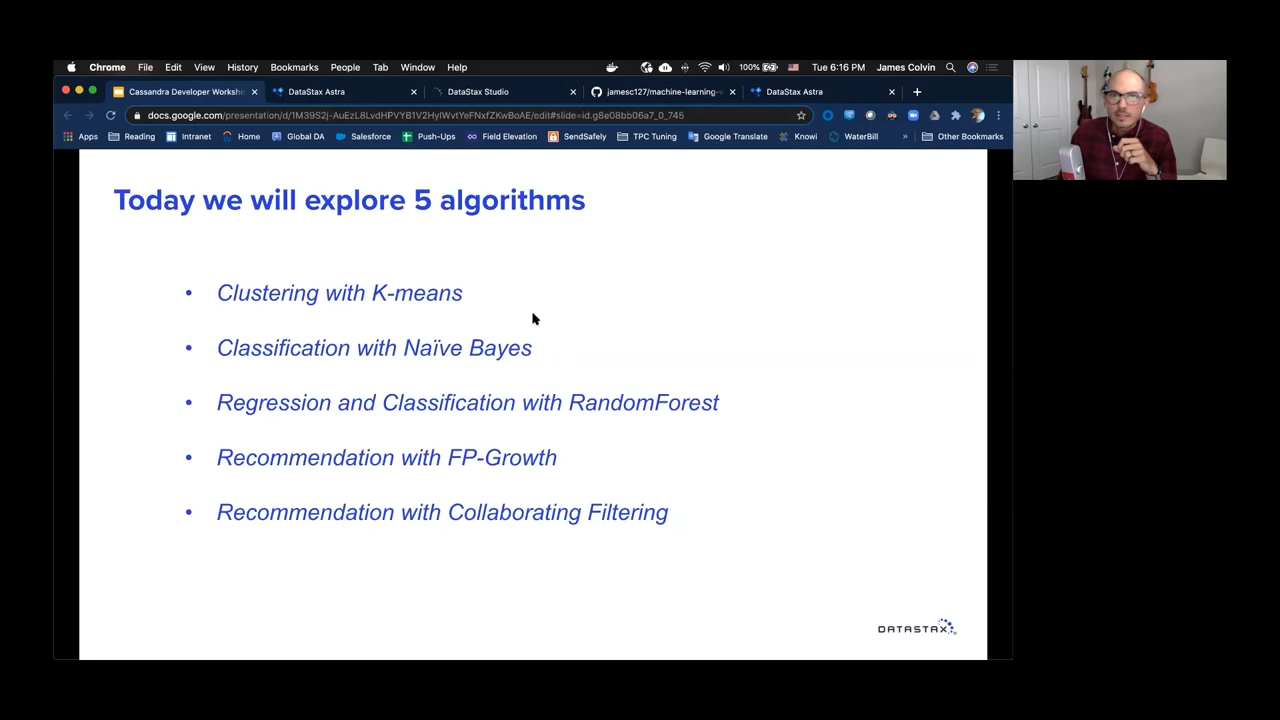 Chrome File Edit View History Bookmarks People Tab Window Help 100% Tue 6:16 PM James Colvin
Cassandra Developer Worksho DataStax Astra DataStax Studio jamesc127/machine-learning- DataStax Astra
docs.google.com/presentation/d/1M39S2j-AuEzL8LvdHPVYB1V2HyIWvtYeFNxfZKWBoAE/edit#slide=id.g8e08bb06a7_0_745
Apps Reading Intranet Home Global DA Salesforce Push-Ups Field Elevation SendSafely TPC Tuning Google Translate Knowi WaterBill » Other Bookmarks
Today we will explore 5 algorithms
• Clustering with K-means
• Classification with Naïve Bayes
• Regression and Classification with RandomForest
• Recommendation with FP-Growth
• Recommendation with Collaborating Filtering
DATASTAX